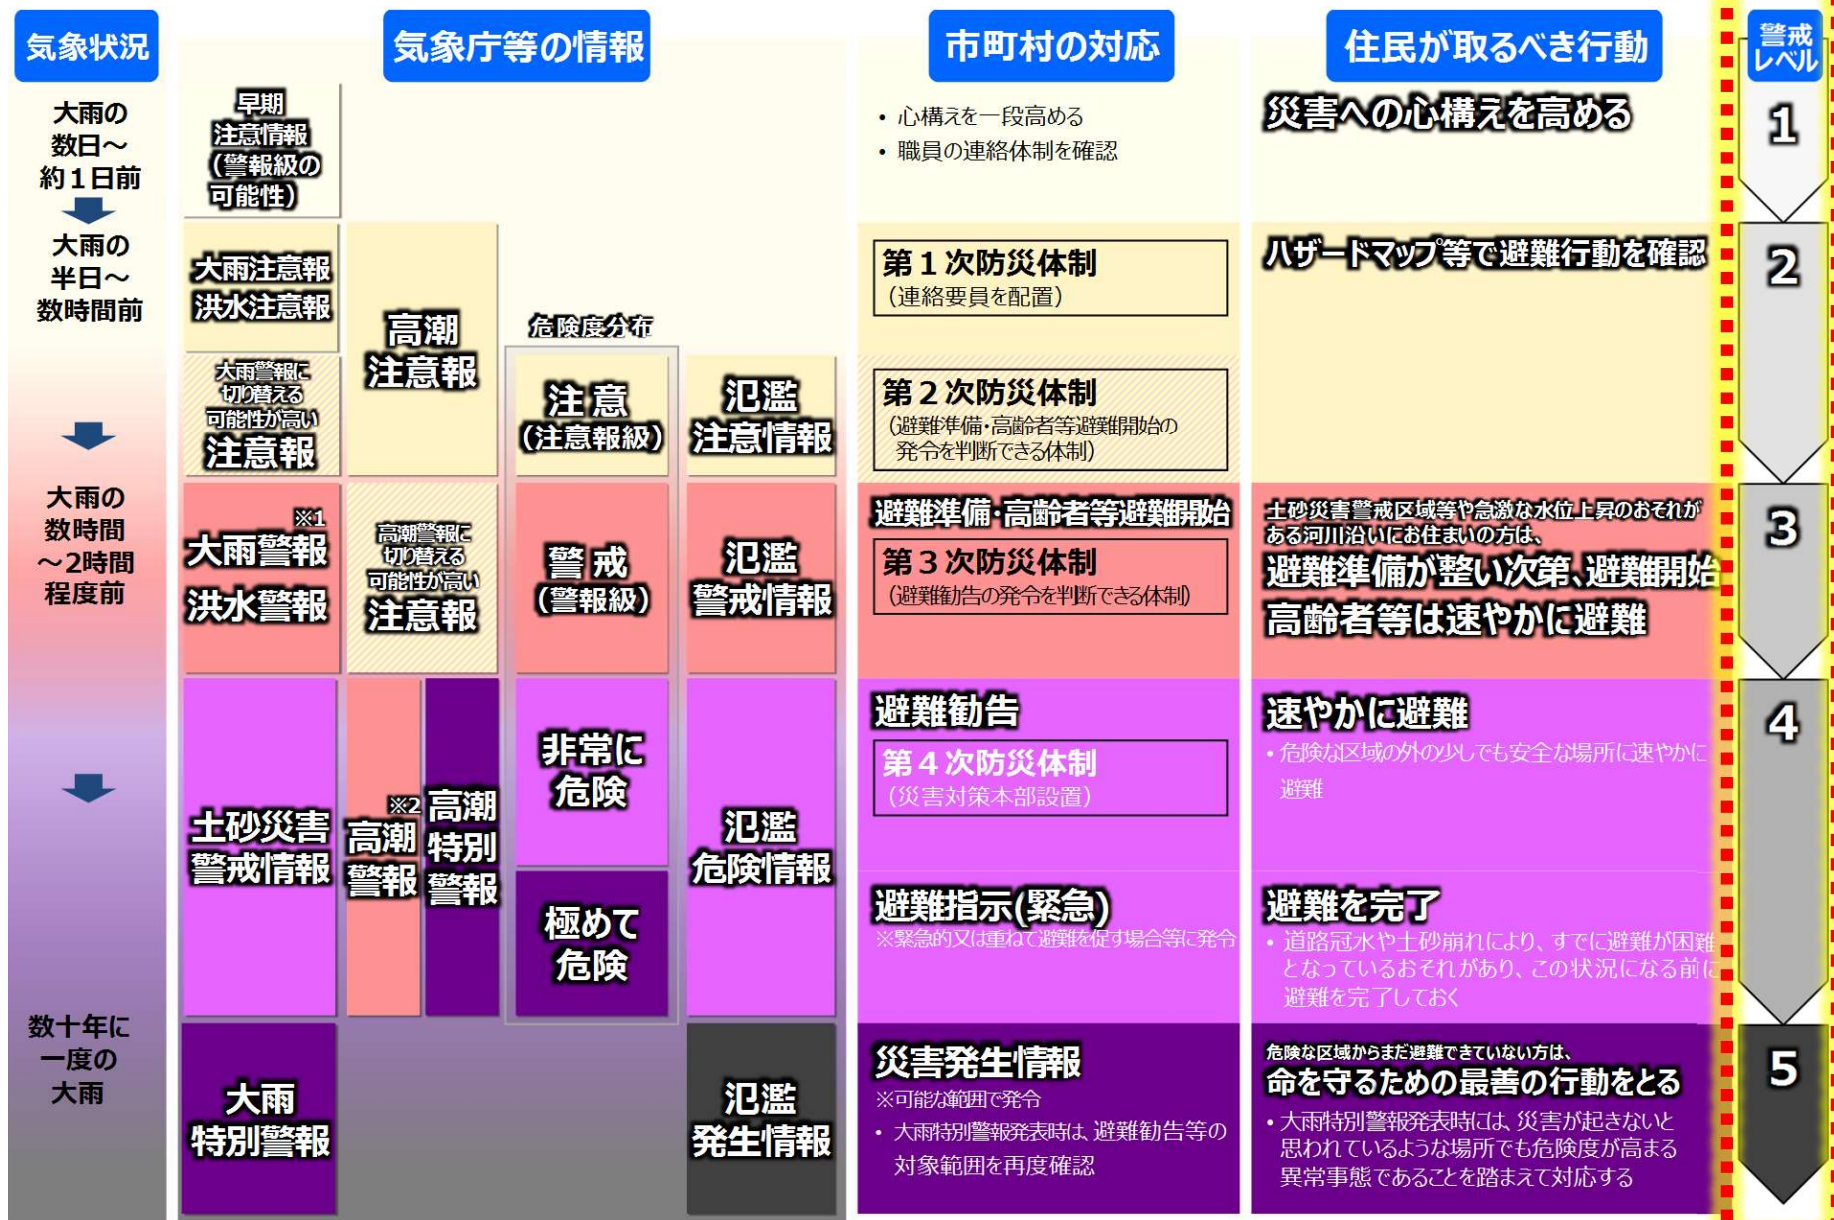 気象状況
気象庁等の情報
市町村の対応
住民が取るべき行動
警戒
レベル
大雨の
数日～
約1日前
早期
注意情報
(警報級の
可能性)
• 心構えを一段高める
• 職員の連絡体制を確認
災害への心構えを高める
1
大雨の
半日～
数時間前
大雨注意報
洪水注意報
高潮
注意報
危険度分布
第1次防災体制
(連絡要員を配置)
ハザードマップ等で避難行動を確認
2
大雨警報に
切り替える
可能性が高い
注意報
注意
(注意報級)
氾濫
注意情報
第2次防災体制
(避難準備・高齢者等避難開始の
発令を判断できる体制)
大雨の
数時間
～2時間
程度前
※1
大雨警報
洪水警報
高潮警報に
切り替える
可能性が高い
注意報
警戒
(警報級)
氾濫
警戒情報
避難準備・高齢者等避難開始
第3次防災体制
(避難勧告の発令を判断できる体制)
土砂災害警戒区域等や急激な水位上昇のおそれが
ある河川沿いにお住まいの方は、
避難準備が整い次第、避難開始
高齢者等は速やかに避難
3
土砂災害
警戒情報
※2
高潮
警報
高潮
特別
警報
非常に
危険
極めて
危険
氾濫
危険情報
避難勧告
第4次防災体制
(災害対策本部設置)
速やかに避難
• 危険な区域の外の少しでも安全な場所に速やかに
避難
4
避難指示(緊急)
※緊急的又は重ねて避難を促す場合等に発令
避難を完了
• 道路冠水や土砂崩れにより、すでに避難が困難
となっているおそれがあり、この状況になる前に
避難を完了しておく
数十年に
一度の
大雨
大雨
特別警報
氾濫
発生情報
災害発生情報
※可能な範囲で発令
• 大雨特別警報発表時は、避難勧告等の
対象範囲を再度確認
危険な区域からまだ避難できていない方は、
命を守るための最善の行動をとる
• 大雨特別警報発表時には、災害が起きないと
思われているような場所でも危険度が高まる
異常事態であることを踏まえて対応する
5